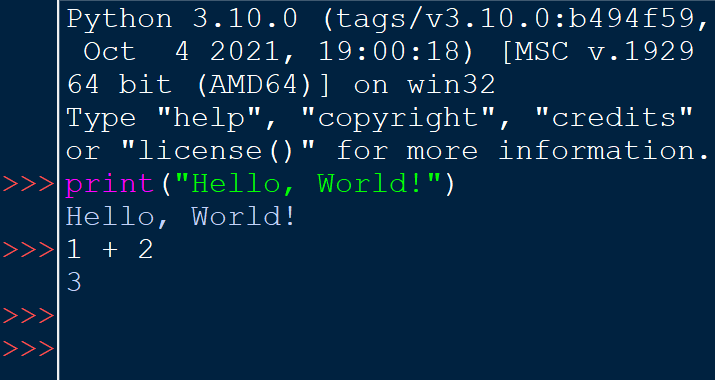 Python 3.10.0 (tags/v3.10.0:b494f59,
 Oct  4 2021, 19:00:18) [MSC v.1929
64 bit (AMD64)] on win32
Type "help", "copyright", "credits"
or "license()" for more information.
>>> print("Hello, World!")
Hello, World!
>>> 1 + 2
3
>>>
>>>